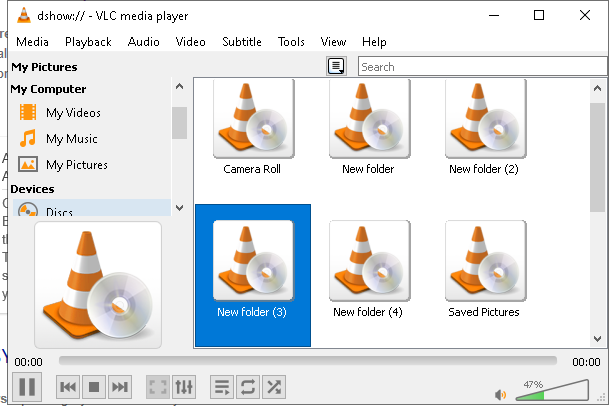 dshow:// - VLC media player
Media Playback Audio Video Subtitle Tools View Help
My Pictures
Search
My Computer
My Videos
My Music
My Pictures
Devices
Discs
Camera Roll
New folder
New folder (2)
New folder (3)
New folder (4)
Saved Pictures
00:00
00:00
47%